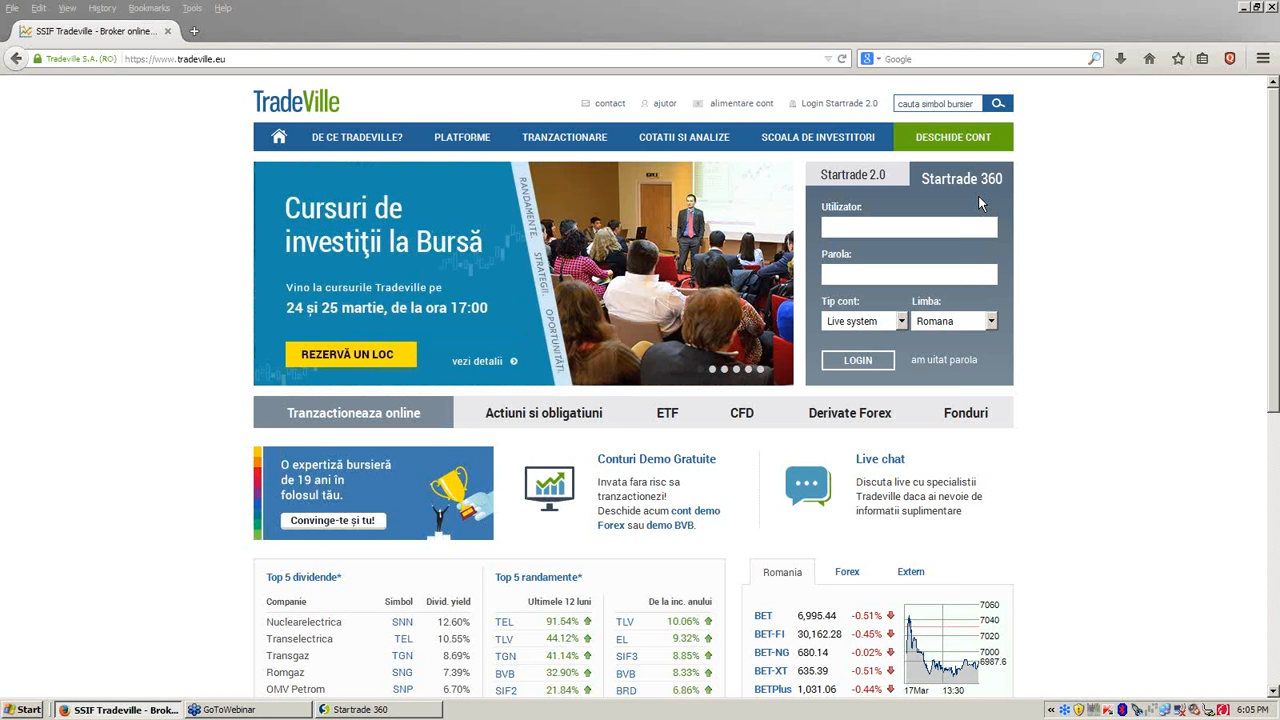 File Edit View History Bookmarks Tools Help
SSIF Tradeville - Broker online...
Tradeville S.A. (RO) https://www.tradeville.eu
Google
TradeVille
contact ajutor alimentare cont Login Startrade 2.0 cauta simbol bursier
DE CE TRADEVILLE? PLATFORME TRANZACTIONARE COTATII SI ANALIZE SCOALA DE INVESTITORI DESCHIDE CONT
Cursuri de
investiţii la Bursă
Vino la cursurile Tradeville pe
24 și 25 martie, de la ora 17:00
REZERVĂ UN LOC
vezi detalii
RANDAMENTE. STRATEGII. OPORTUNITĂȚI.
Startrade 2.0 Startrade 360
Utilizator:
Parola:
Tip cont: Limba:
Live system Romana
LOGIN am uitat parola
Tranzactioneaza online Actiuni si obligatiuni ETF CFD Derivate Forex Fonduri
O expertiză bursieră
de 19 ani în
folosul tău.
Convinge-te și tu!
Conturi Demo Gratuite
Invata fara risc sa
tranzactionezi!
Deschide acum cont demo
Forex sau demo BVB.
Live chat
Discuta live cu specialistii
Tradeville daca ai nevoie de
informatii suplimentare
Top 5 dividende*
Companie Simbol Divid. yield
Nuclearelectrica SNN 12.60%
Transelectrica TEL 10.55%
Transgaz TGN 8.69%
Romgaz SNG 7.39%
OMV Petrom SNP 6.70%
Top 5 randamente*
Ultimele 12 luni De la inc. anului
TEL 91.54% TLV 10.06%
TLV 44.12% EL 9.32%
TGN 41.14% SIF3 8.85%
BVB 32.90% BVB 8.33%
SIF2 21.84% BRD 6.86%
Romania Forex Extern
BET 6,995.44 -0.51%
BET-FI 30,162.28 -0.45%
BET-NG 680.14 -0.02%
BET-XT 635.39 -0.51%
BETPlus 1,031.06 -0.44%
7060
7040
7020
7000
6987.6
17Mar 13:30
Start SSIF Tradeville - Brok... GoToWebinar Startrade 360 6:05 PM